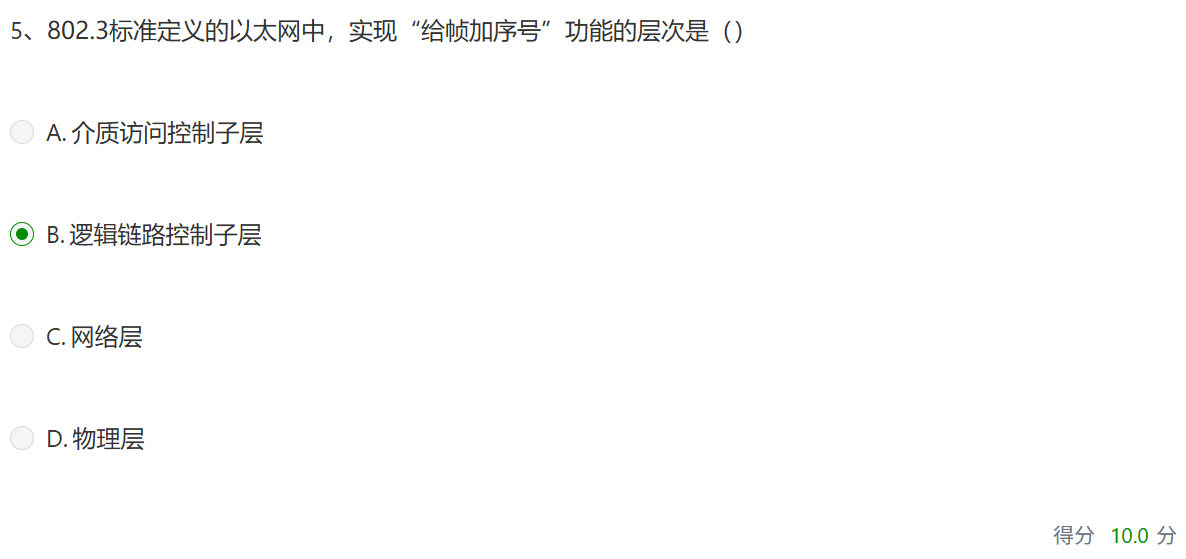 5、802.3标准定义的以太网中，实现“给帧加序号”功能的层次是（）
A. 介质访问控制子层
B. 逻辑链路控制子层
C. 网络层
D. 物理层
得分 10.0 分